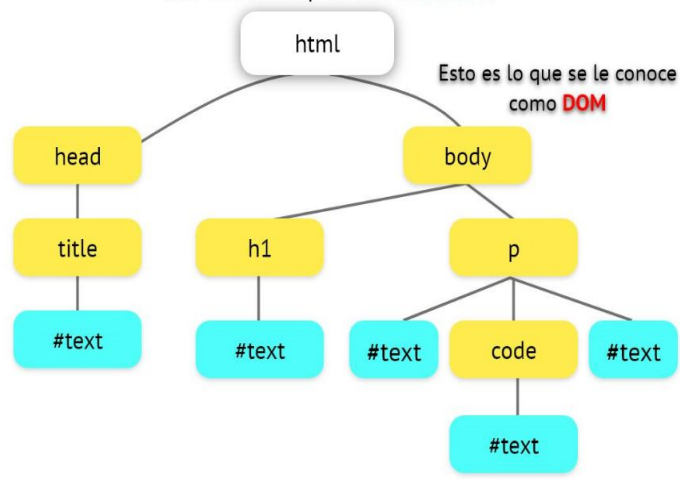 html
Esto es lo que se le conoce
como DOM
head
body
title
h1
p
#text
#text
#text
code
#text
#text